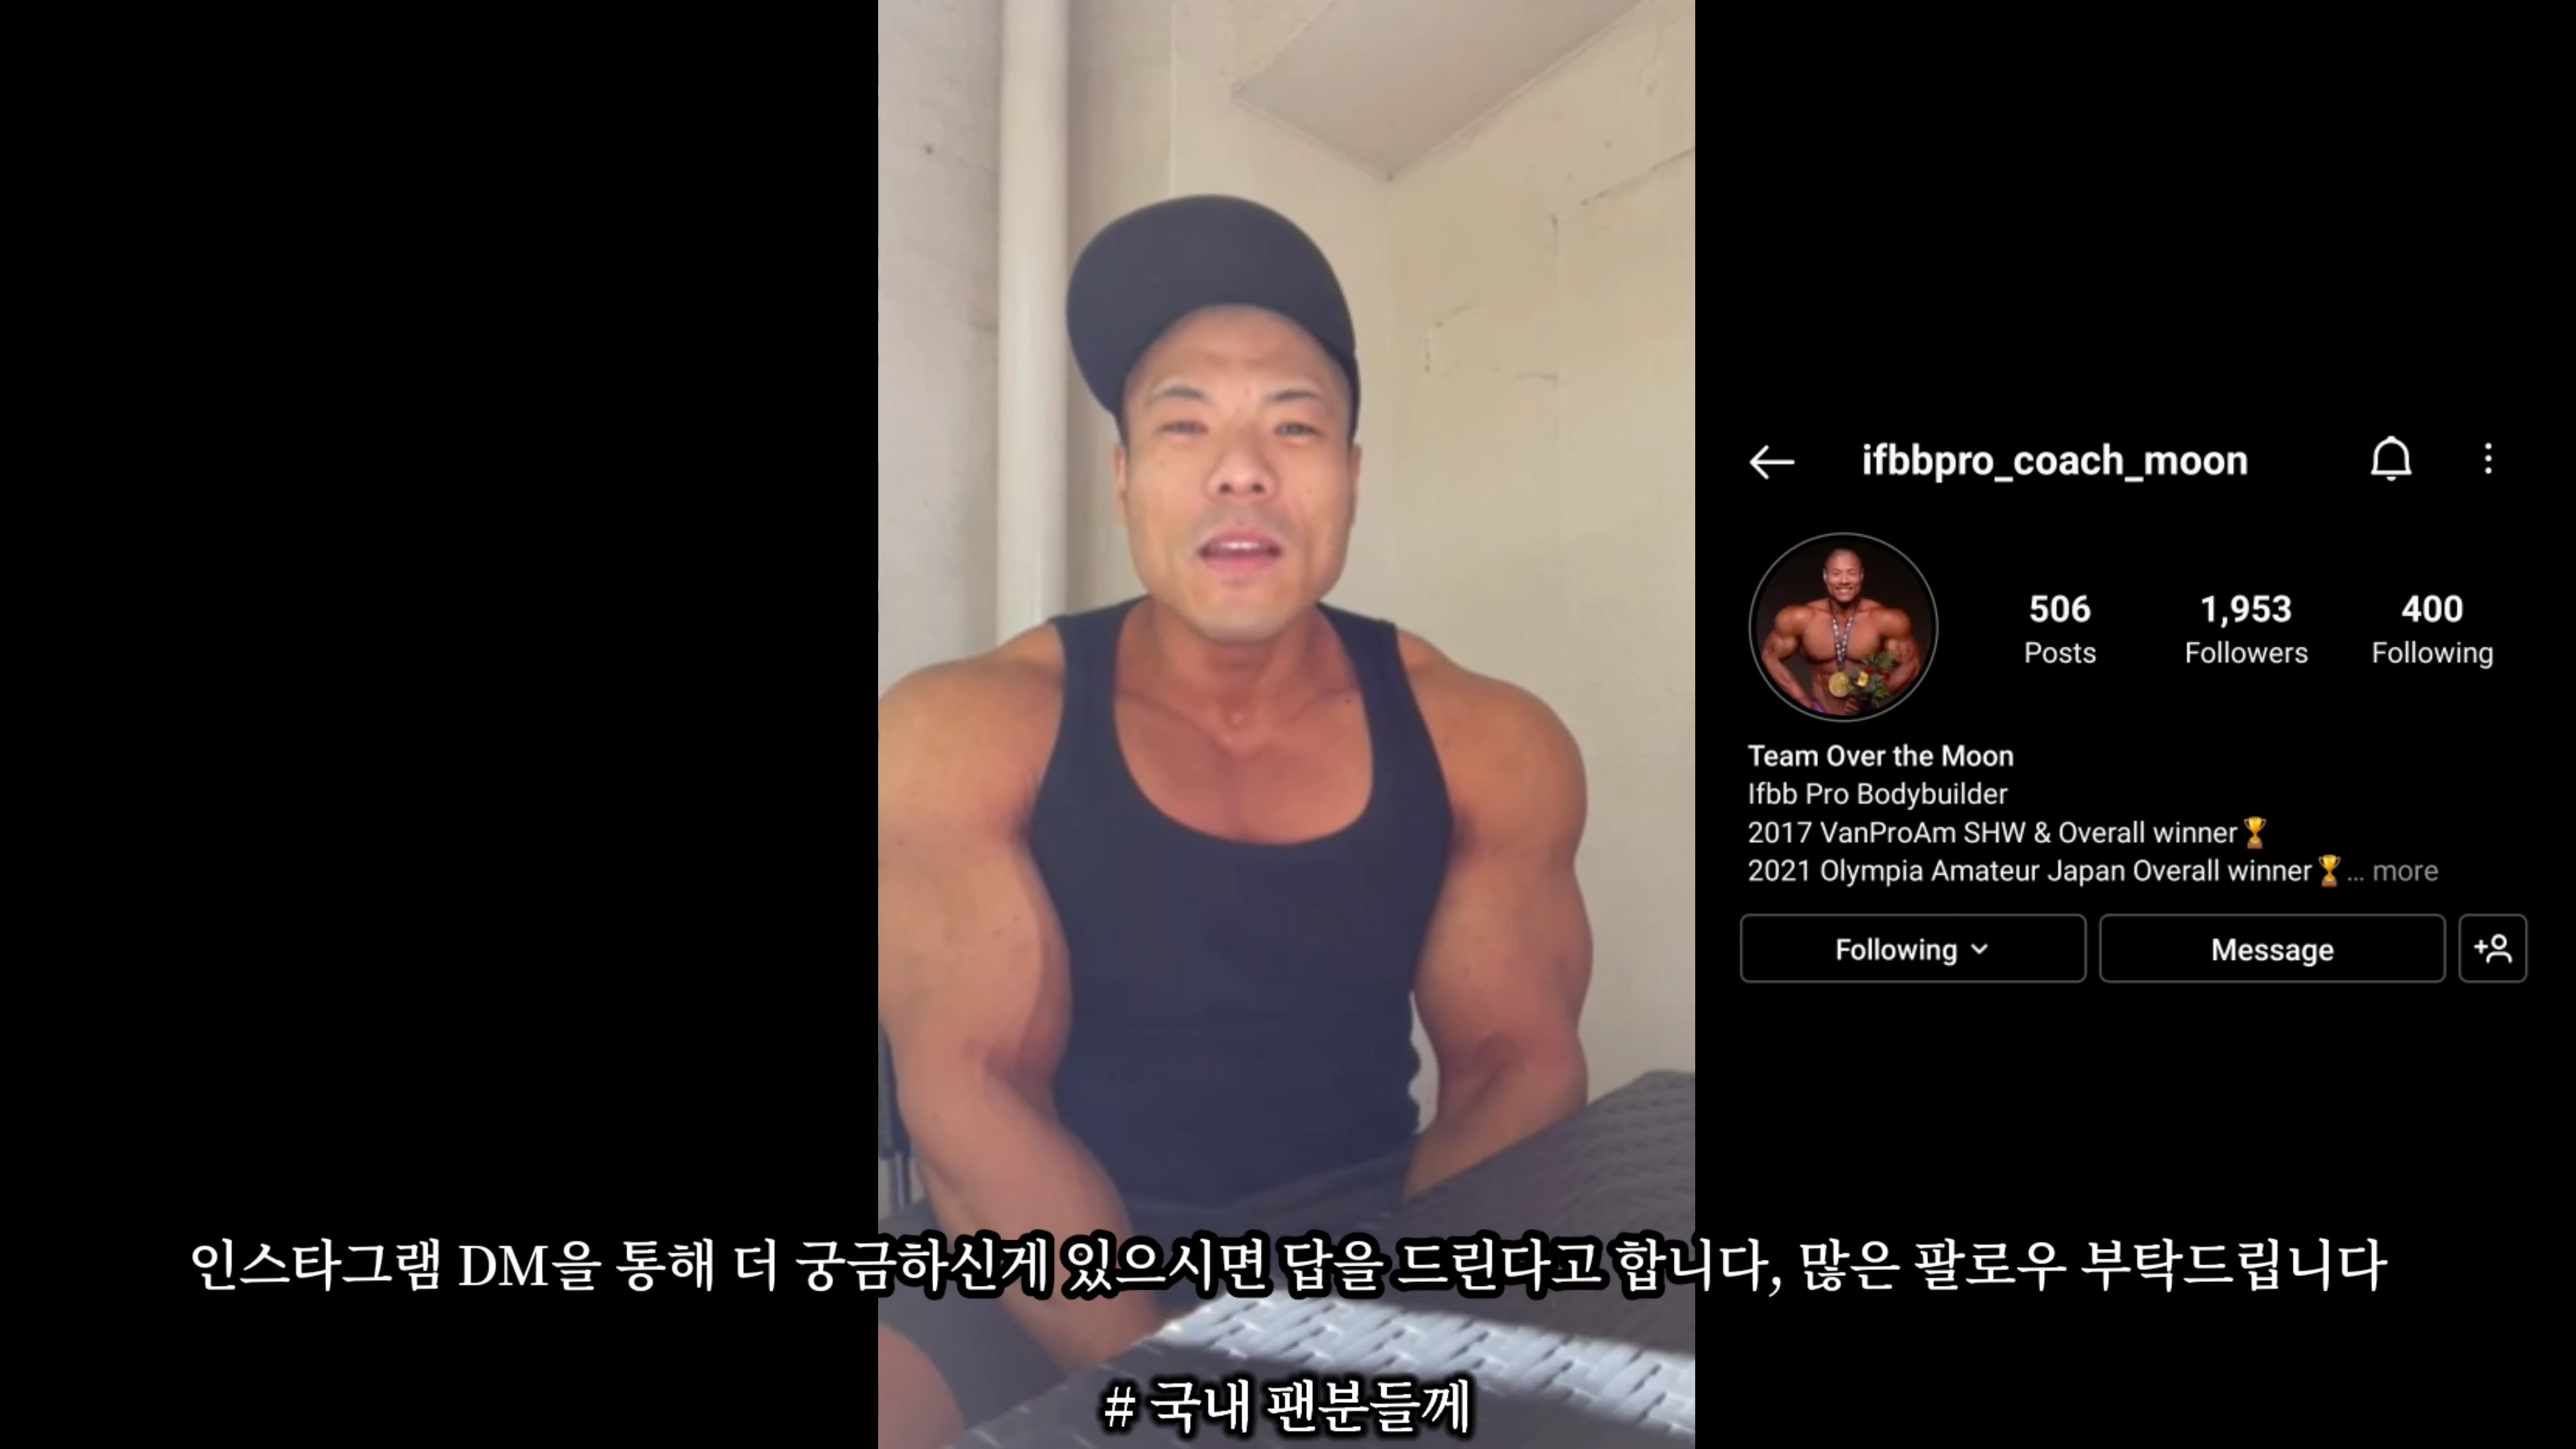 ifbbpro_coach_moon
506
Posts
1,953
Followers
400
Following
Team Over the Moon
Ifbb Pro Bodybuilder
2017 VanProAm SHW & Overall winner🏆
2021 Olympia Amateur Japan Overall winner🏆... more
Following
Message
인스타그램 DM을 통해 더 궁금하신게 있으시면 답을 드린다고 합니다, 많은 팔로우 부탁드립니다
# 국내 팬분들께